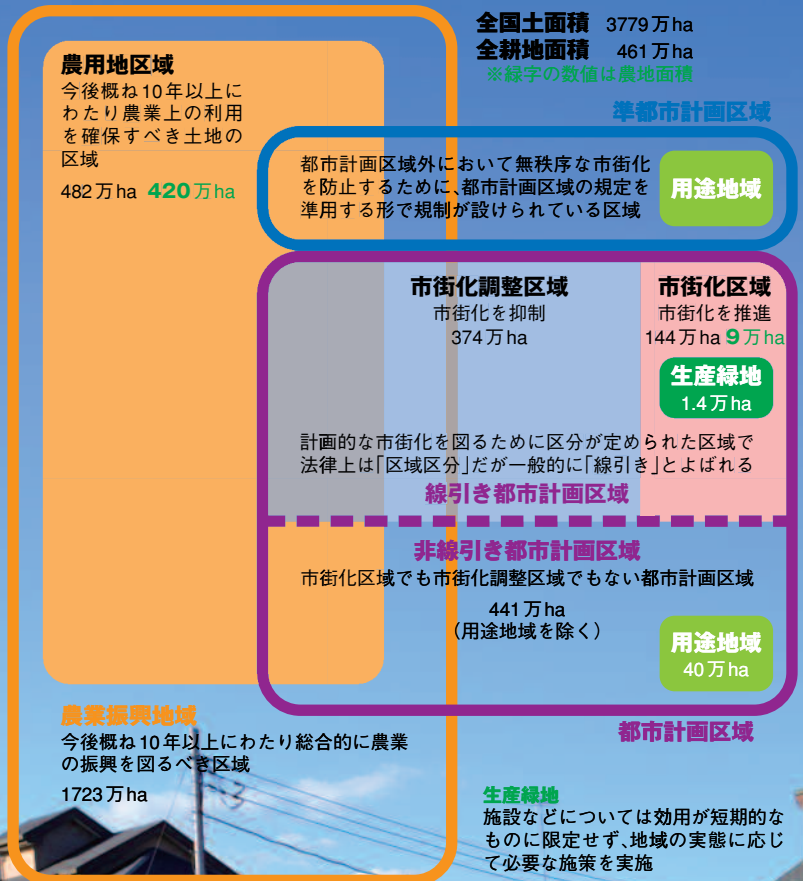 全国土面積 3779万ha
全耕地面積 461万ha
※緑字の数値は農地面積
農用地区域
今後概ね10年以上に
わたり農業上の利用
を確保すべき土地の
区域
482万ha 420万ha
準都市計画区域
都市計画区域外において無秩序な市街化
を防止するために、都市計画区域の規定を
準用する形で規制が設けられている区域
用途地域
市街化調整区域
市街化を抑制
374万ha
市街化区域
市街化を推進
144万ha 9万ha
生産緑地
1.4万ha
計画的な市街化を図るために区分が定められた区域で
法律上は「区域区分」だが一般的に「線引き」とよばれる
線引き都市計画区域
非線引き都市計画区域
市街化区域でも市街化調整区域でもない都市計画区域
441万ha
（用途地域を除く）
用途地域
40万ha
都市計画区域
農業振興地域
今後概ね10年以上にわたり総合的に農業
の振興を図るべき区域
1723万ha
生産緑地
施設などについては効用が短期的な
ものに限定せず、地域の実態に応じ
て必要な施策を実施